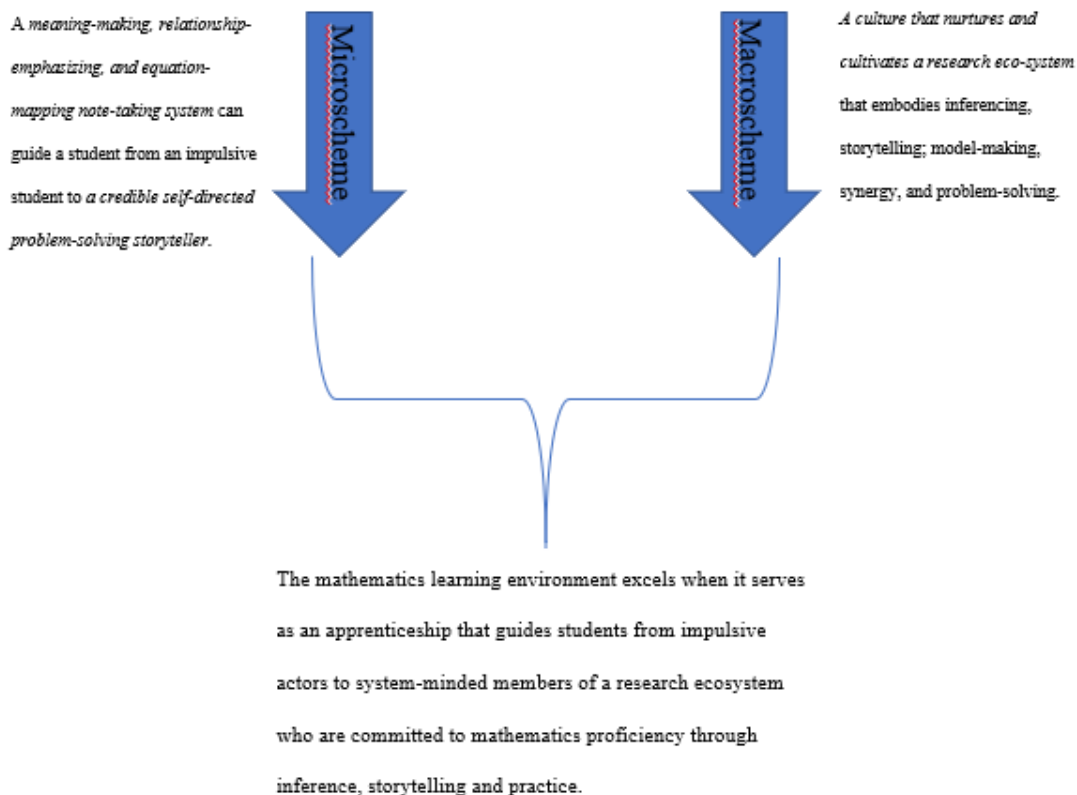 A meaning-making, relationship-
emphasizing, and equation-
mapping note-taking system can
guide a student from an impulsive
student to a credible self-directed
problem-solving storyteller.
Microscheme
Macroscheme
A culture that nurtures and
cultivates a research eco-system
that embodies inferencing,
storytelling; model-making,
synergy, and problem-solving.
The mathematics learning environment excels when it serves
as an apprenticeship that guides students from impulsive
actors to system-minded members of a research ecosystem
who are committed to mathematics proficiency through
inference, storytelling and practice.